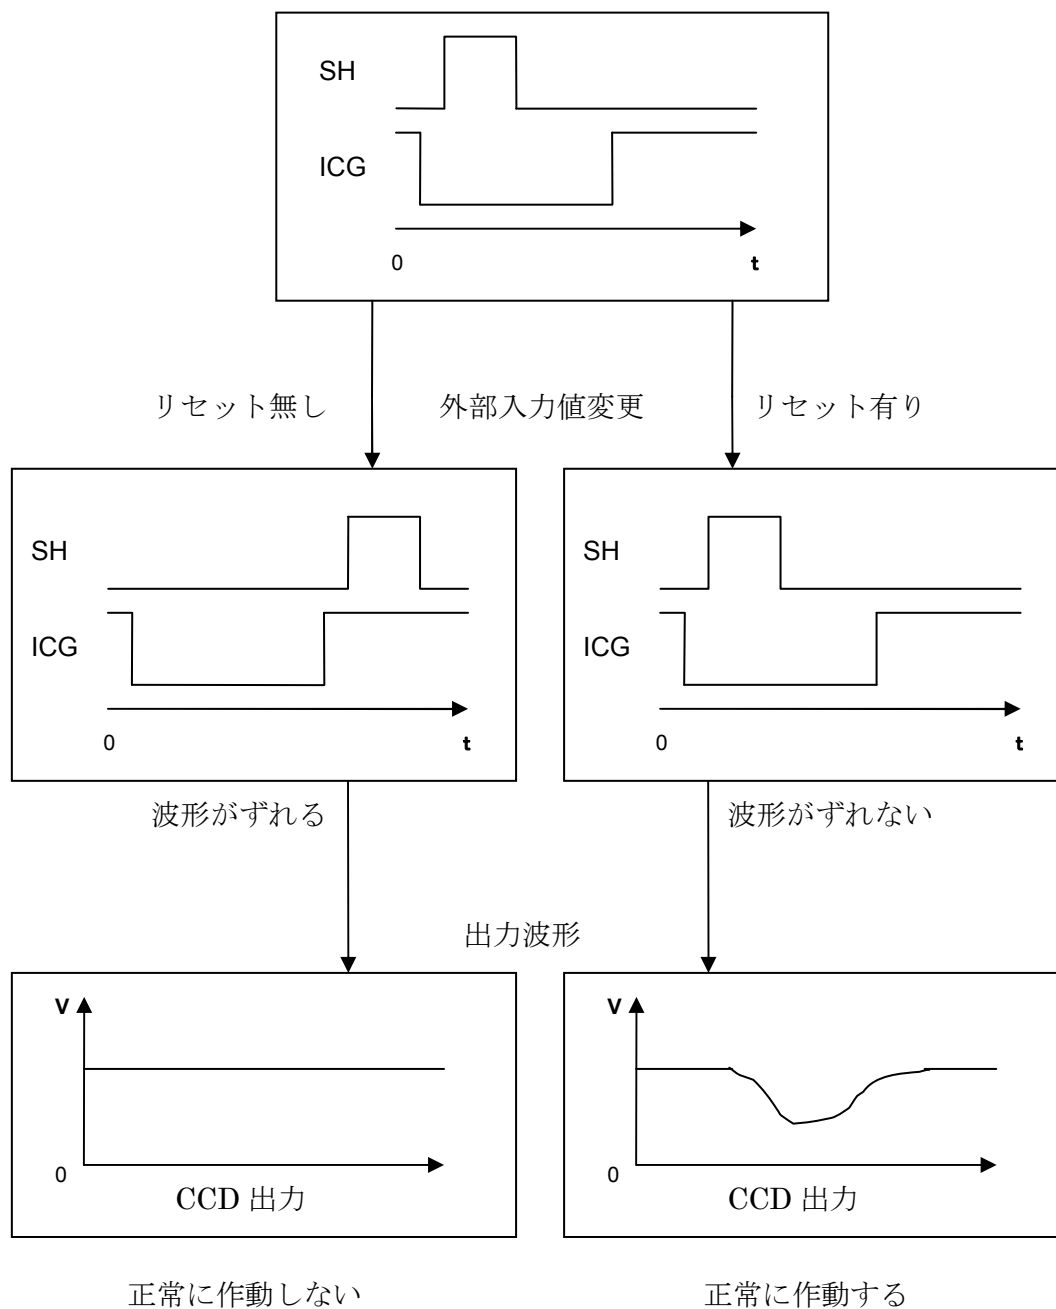 SH
ICG
0 t
リセット無し 外部入力値変更 リセット有り
SH
ICG
0 t
波形がずれる
SH
ICG
0 t
波形がずれない
出力波形
V
0
CCD 出力
V
0
CCD 出力
正常に作動しない 正常に作動する